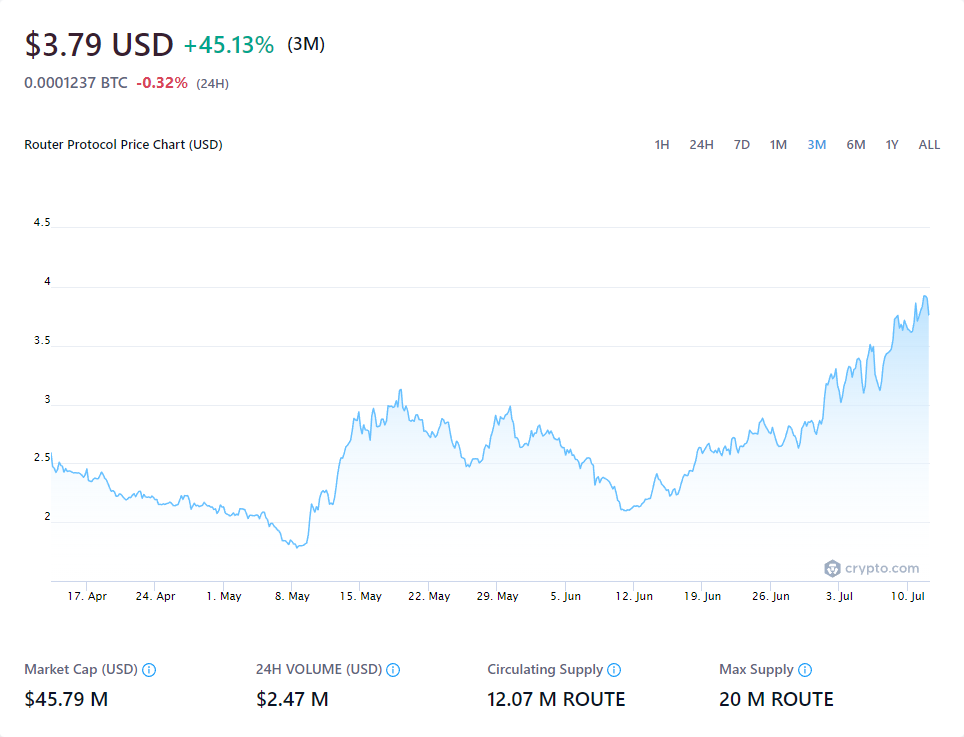 $3.79 USD +45.13% (3M)
0.0001237 BTC -0.32% (24H)
Router Protocol Price Chart (USD) 1H 24H 7D 1M 3M 6M 1Y ALL
4.5
4
3.5
3
2.5
2
crypto.com
17. Apr 24. Apr 1. May 8. May 15. May 22. May 29. May 5. Jun 12. Jun 19. Jun 26. Jun 3. Jul 10. Jul
Market Cap (USD) 24H VOLUME (USD) Circulating Supply Max Supply
$45.79 M $2.47 M 12.07 M ROUTE 20 M ROUTE